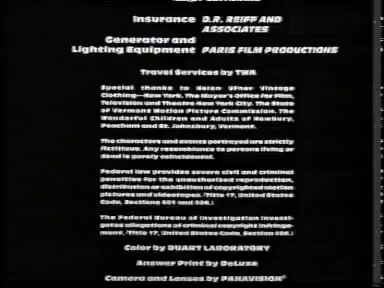 Insurance D.R. REIFF AND
ASSOCIATES
Generator and
Lighting Equipment PARIS FILM PRODUCTIONS
Travel Services by TWA
Special thanks to Helen Uffner Vintage
Clothing—New York. The Mayor's Office for Film,
Television and Theatre New York City. The State
of Vermont Motion Picture Commission. The
Wonderful Children and Adults of Newbury,
Peacham and St. Johnsbury, Vermont.
The characters and events portrayed are strictly
fictitious. Any resemblance to persons living or
dead is purely coincidental.
Federal law provides severe civil and criminal
penalties for the unauthorized reproduction,
distribution or exhibition of copyrighted motion
pictures and videotapes. (Title 17, United States
Code, Sections 501 and 506.)
The Federal Bureau of Investigation investi-
gates allegations of criminal copyright infringe-
ment. (Title 17, United States Code, Section 506.)
Color by DUART LABORATORY
Answer Print by DeLuxe
Camera and Lenses by PANAVISION®